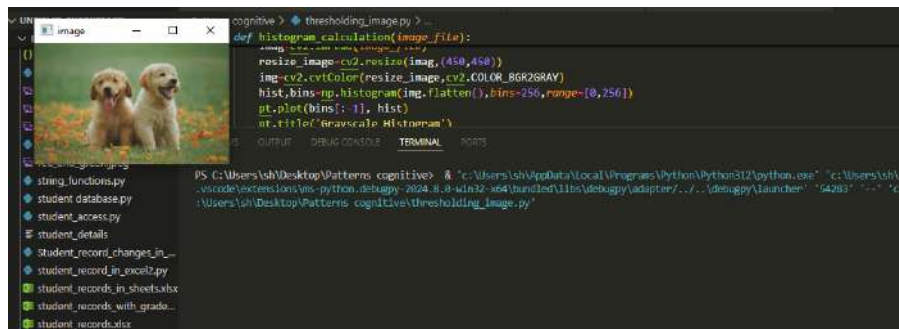 cognitive > thresholding_image.py > ...
image
def histogram_calculation(image_file):
imag=cv2.imread(image_file)
resize_image=cv2.resize(imag,(450,450))
img=cv2.cvtColor(resize_image,cv2.COLOR_BGR2GRAY)
hist,bins=np.histogram(img.flatten(),bins=256,range=[0,256])
pt.plot(bins[:-1], hist)
pt.title('Grayscale Histogram')
OUTPUT DEBUG CONSOLE TERMINAL PORTS
PS C:\Users\sh\Desktop\Patterns cognitive> & 'c:\Users\sh\AppData\Local\Programs\Python\Python312\python.exe' 'c:\Users\sh\
.vscode\extensions\ms-python.debugpy-2024.8.0-win32-x64\bundled\libs\debugpy\adapter/../..\debugpy\launcher' '64283' '--' 'c
:\Users\sh\Desktop\Patterns cognitive\thresholding_image.py'
string_functions.py
student database.py
student_access.py
student_details
Student_record_changes_in_...
student_record_in_excel2.py
student_records_in_sheets.xlsx
student_records_with_grade...
student_records.xlsx